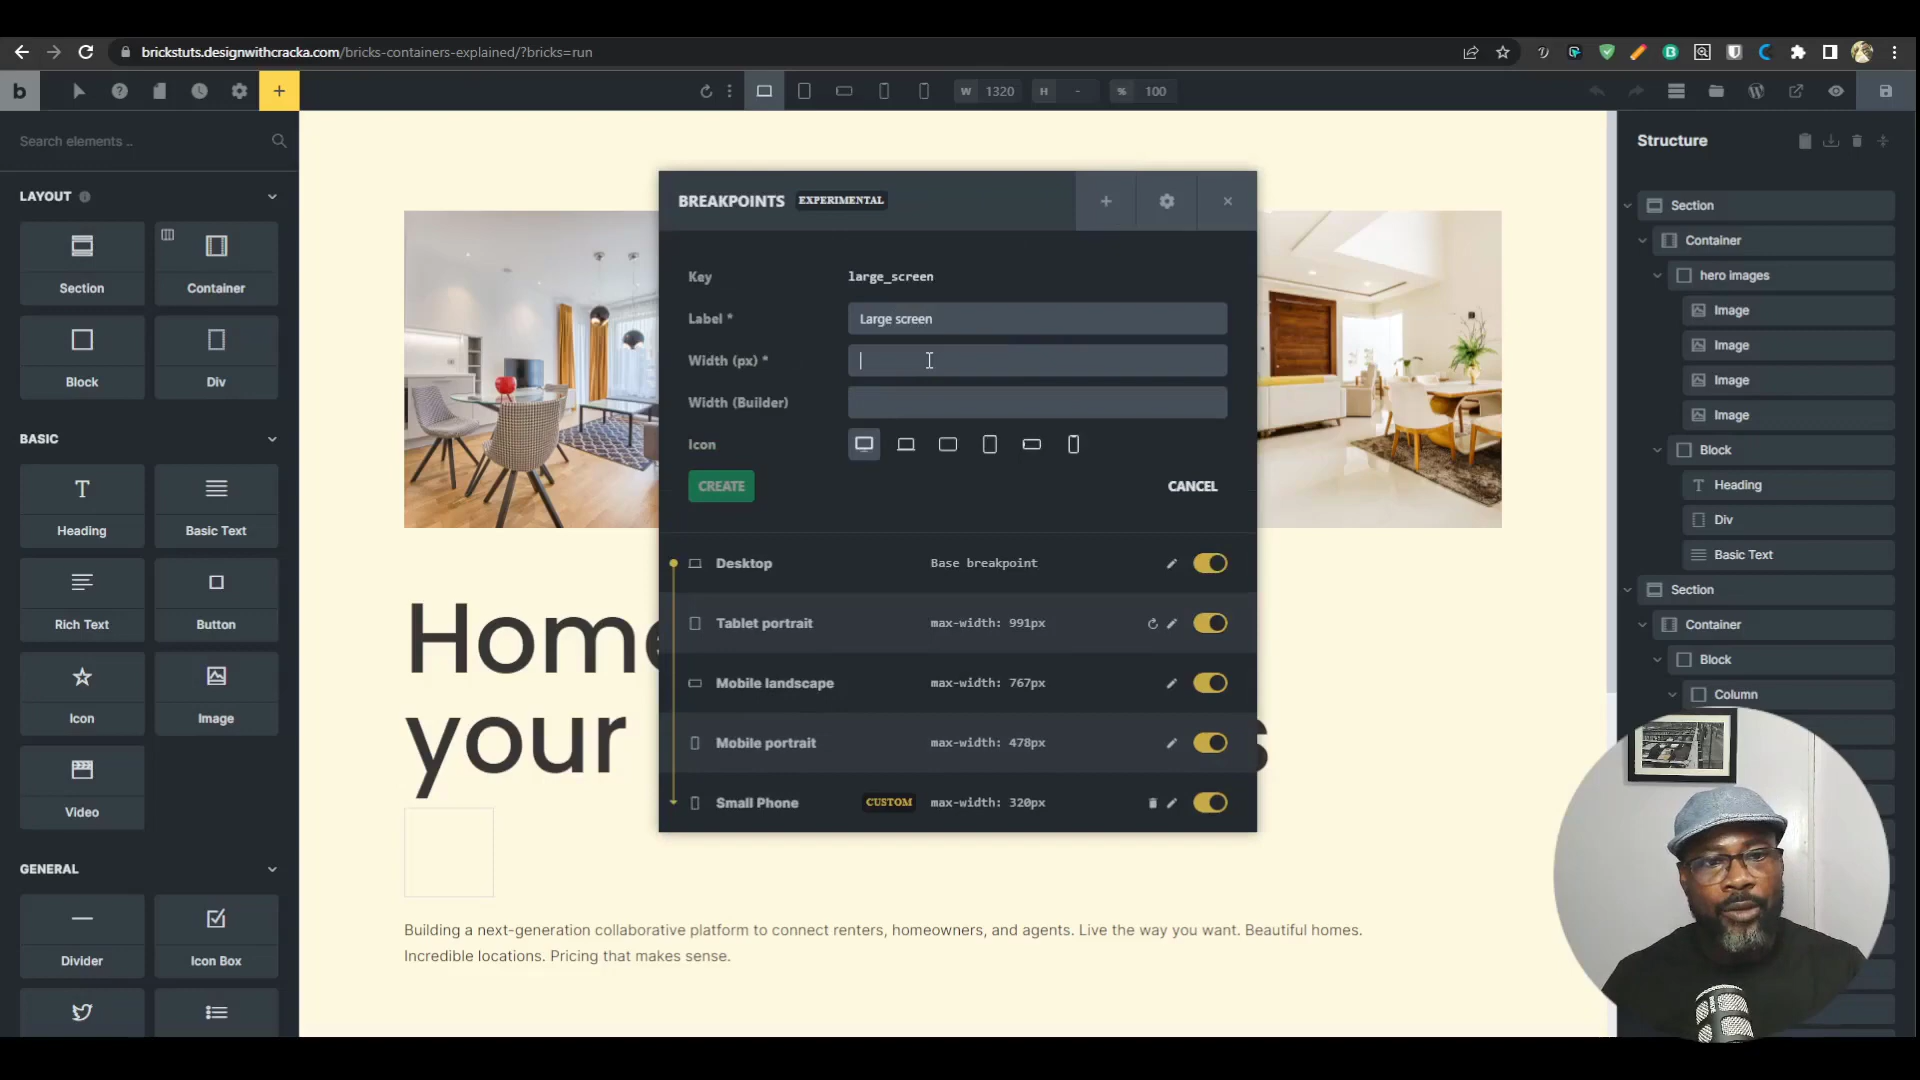 brickstuts.designwithcracka.com/bricks-containers-explained/?bricks=run
b
W 1320 H - % 100
Search elements ..
LAYOUT
Section
Container
Block
Div
BASIC
Heading
Basic Text
Rich Text
Button
Icon
Image
Video
GENERAL
Divider
Icon Box
BREAKPOINTS EXPERIMENTAL
Key large_screen
Label * Large screen
Width (px) *
Width (Builder)
Icon
CREATE CANCEL
Desktop Base breakpoint
Tablet portrait max-width: 991px
Mobile landscape max-width: 767px
Mobile portrait max-width: 478px
Small Phone CUSTOM max-width: 320px
Home
your s
Building a next-generation collaborative platform to connect renters, homeowners, and agents. Live the way you want. Beautiful homes.
Incredible locations. Pricing that makes sense.
Structure
Section
Container
hero images
Image
Image
Image
Image
Block
Heading
Div
Basic Text
Section
Container
Block
Column